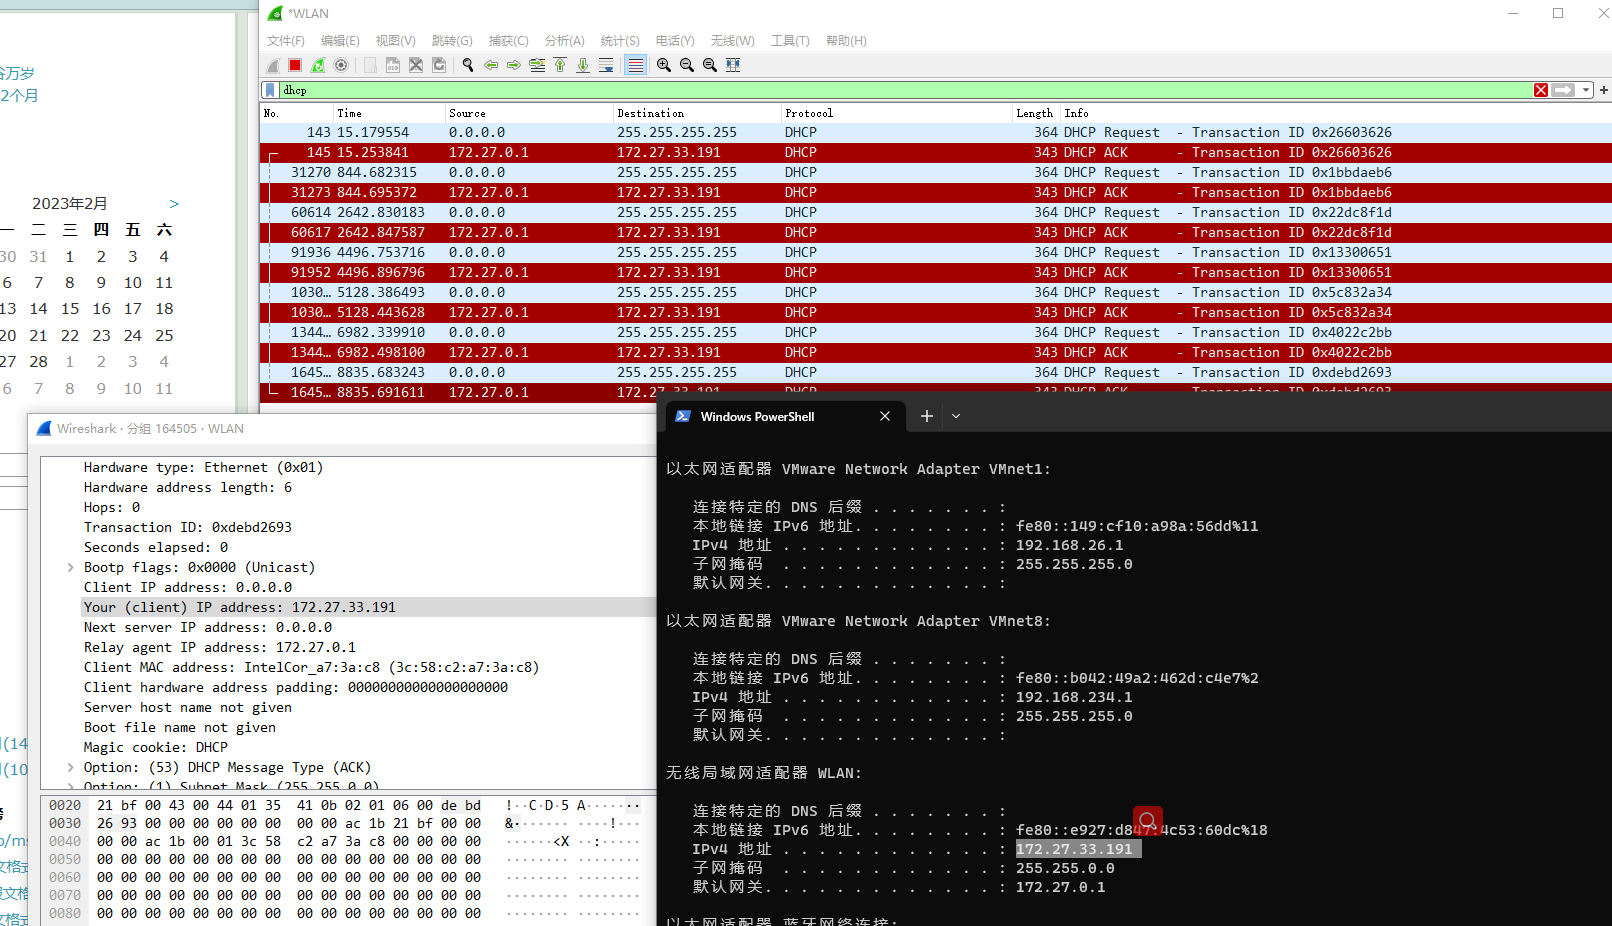 谷万岁
2个月
2023年2月 >
一 二 三 四 五 六
30 31 1 2 3 4
6 7 8 9 10 11
13 14 15 16 17 18
20 21 22 23 24 25
27 28 1 2 3 4
6 7 8 9 10 11
*WLAN
文件(F) 编辑(E) 视图(V) 跳转(G) 捕获(C) 分析(A) 统计(S) 电话(Y) 无线(W) 工具(T) 帮助(H)
dhcp
No. Time Source Destination Protocol Length Info
143 15.179554 0.0.0.0 255.255.255.255 DHCP 364 DHCP Request - Transaction ID 0x26603626
145 15.253841 172.27.0.1 172.27.33.191 DHCP 343 DHCP ACK - Transaction ID 0x26603626
31270 844.682315 0.0.0.0 255.255.255.255 DHCP 364 DHCP Request - Transaction ID 0x1bbdaeb6
31273 844.695372 172.27.0.1 172.27.33.191 DHCP 343 DHCP ACK - Transaction ID 0x1bbdaeb6
60614 2642.830183 0.0.0.0 255.255.255.255 DHCP 364 DHCP Request - Transaction ID 0x22dc8f1d
60617 2642.847587 172.27.0.1 172.27.33.191 DHCP 343 DHCP ACK - Transaction ID 0x22dc8f1d
91936 4496.753716 0.0.0.0 255.255.255.255 DHCP 364 DHCP Request - Transaction ID 0x13300651
91952 4496.896796 172.27.0.1 172.27.33.191 DHCP 343 DHCP ACK - Transaction ID 0x13300651
1030… 5128.386493 0.0.0.0 255.255.255.255 DHCP 364 DHCP Request - Transaction ID 0x5c832a34
1030… 5128.443628 172.27.0.1 172.27.33.191 DHCP 343 DHCP ACK - Transaction ID 0x5c832a34
1344… 6982.339910 0.0.0.0 255.255.255.255 DHCP 364 DHCP Request - Transaction ID 0x4022c2bb
1344… 6982.498100 172.27.0.1 172.27.33.191 DHCP 343 DHCP ACK - Transaction ID 0x4022c2bb
1645… 8835.683243 0.0.0.0 255.255.255.255 DHCP 364 DHCP Request - Transaction ID 0xdebd2693
1645… 8835.691611 172.27.0.1 172.27.33.191 DHCP 343 DHCP ACK - Transaction ID 0xdebd2693
Wireshark · 分组 164505 · WLAN
Hardware type: Ethernet (0x01)
Hardware address length: 6
Hops: 0
Transaction ID: 0xdebd2693
Seconds elapsed: 0
Bootp flags: 0x0000 (Unicast)
Client IP address: 0.0.0.0
Your (client) IP address: 172.27.33.191
Next server IP address: 0.0.0.0
Relay agent IP address: 172.27.0.1
Client MAC address: IntelCor_a7:3a:c8 (3c:58:c2:a7:3a:c8)
Client hardware address padding: 00000000000000000000
Server host name not given
Boot file name not given
Magic cookie: DHCP
Option: (53) DHCP Message Type (ACK)
Option: (1) Subnet Mask (255.255.0.0)
0020 21 bf 00 43 00 44 01 35 41 0b 02 01 06 00 de bd !··C·D·5 A·······
0030 26 93 00 00 00 00 00 00 00 00 ac 1b 21 bf 00 00 &······· ····!···
0040 00 00 ac 1b 00 01 3c 58 c2 a7 3a c8 00 00 00 00 ······<X ··:·····
0050 00 00 00 00 00 00 00 00 00 00 00 00 00 00 00 00 ········ ········
0060 00 00 00 00 00 00 00 00 00 00 00 00 00 00 00 00 ········ ········
0070 00 00 00 00 00 00 00 00 00 00 00 00 00 00 00 00 ········ ········
0080 00 00 00 00 00 00 00 00 00 00 00 00 00 00 00 00 ········ ········
(14
(10
o/ms
文格式
文格式
Windows PowerShell
以太网适配器 VMware Network Adapter VMnet1:
连接特定的 DNS 后缀 . . . . . . . :
本地链接 IPv6 地址. . . . . . . . : fe80::149:cf10:a98a:56dd%11
IPv4 地址 . . . . . . . . . . . . : 192.168.26.1
子网掩码 . . . . . . . . . . . . : 255.255.255.0
默认网关. . . . . . . . . . . . . :
以太网适配器 VMware Network Adapter VMnet8:
连接特定的 DNS 后缀 . . . . . . . :
本地链接 IPv6 地址. . . . . . . . : fe80::b042:49a2:462d:c4e7%2
IPv4 地址 . . . . . . . . . . . . : 192.168.234.1
子网掩码 . . . . . . . . . . . . : 255.255.255.0
默认网关. . . . . . . . . . . . . :
无线局域网适配器 WLAN:
连接特定的 DNS 后缀 . . . . . . . :
本地链接 IPv6 地址. . . . . . . . : fe80::e927:d847:4c53:60dc%18
IPv4 地址 . . . . . . . . . . . . : 172.27.33.191
子网掩码 . . . . . . . . . . . . : 255.255.0.0
默认网关. . . . . . . . . . . . . : 172.27.0.1
以太网适配器 蓝牙网络连接: